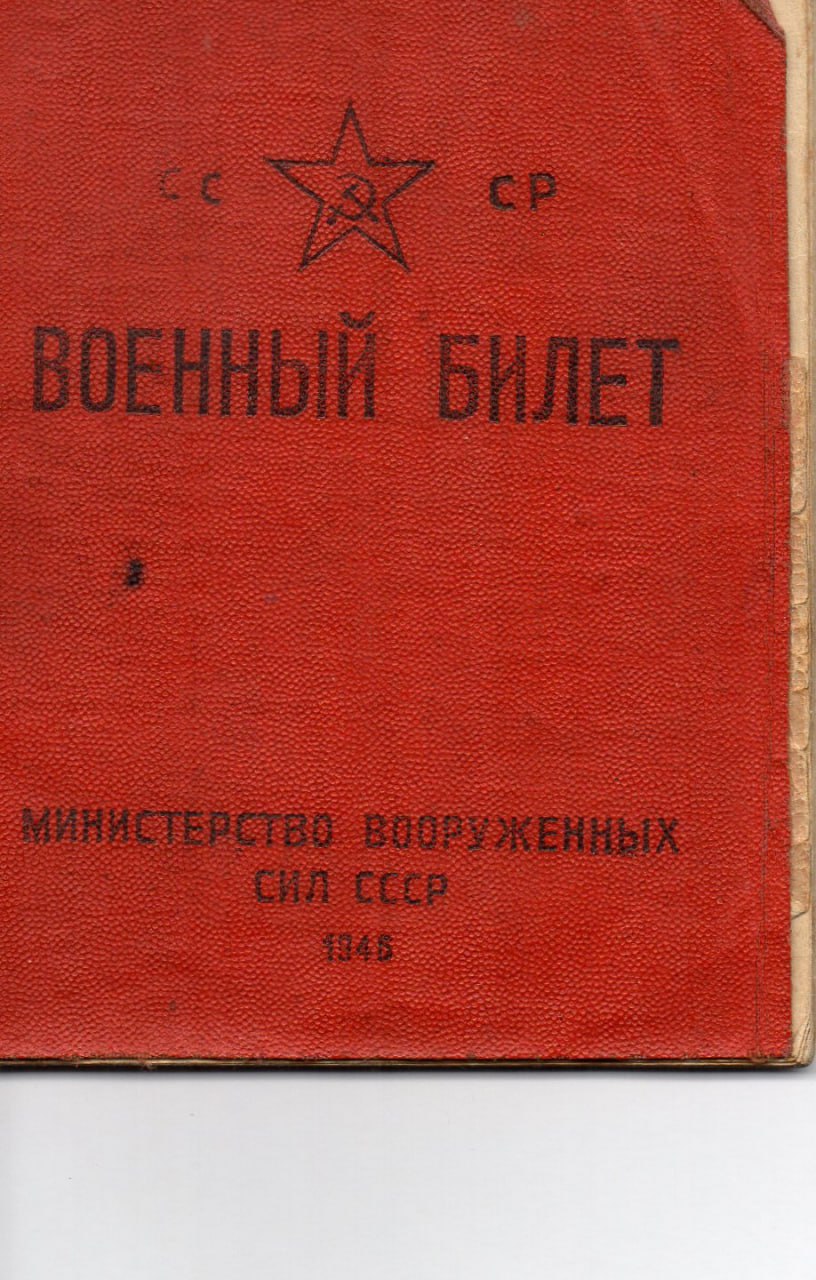 СС СР
ВОЕННЫЙ БИЛЕТ
МИНИСТЕРСТВО ВООРУЖЕННЫХ
СИЛ СССР
1946